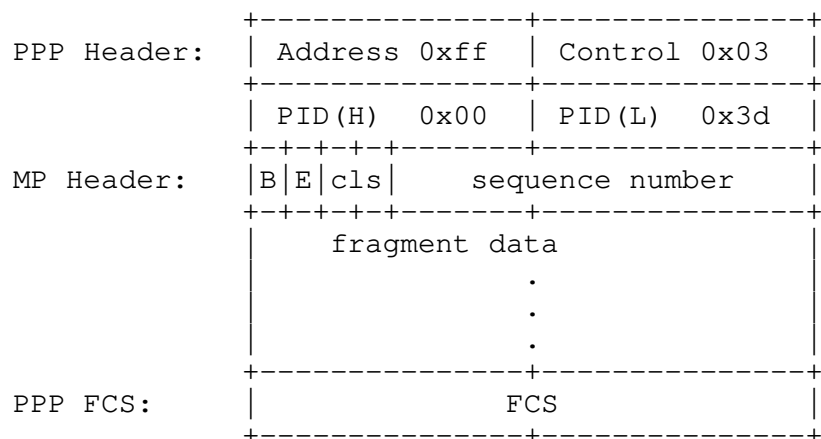 PPP Header: | Address 0xff | Control 0x03 |
| PID(H) 0x00 | PID(L) 0x3d |
MP Header: |B|E|cls| sequence number |
| fragment data |
| . |
| . |
| . |
PPP FCS: | FCS |